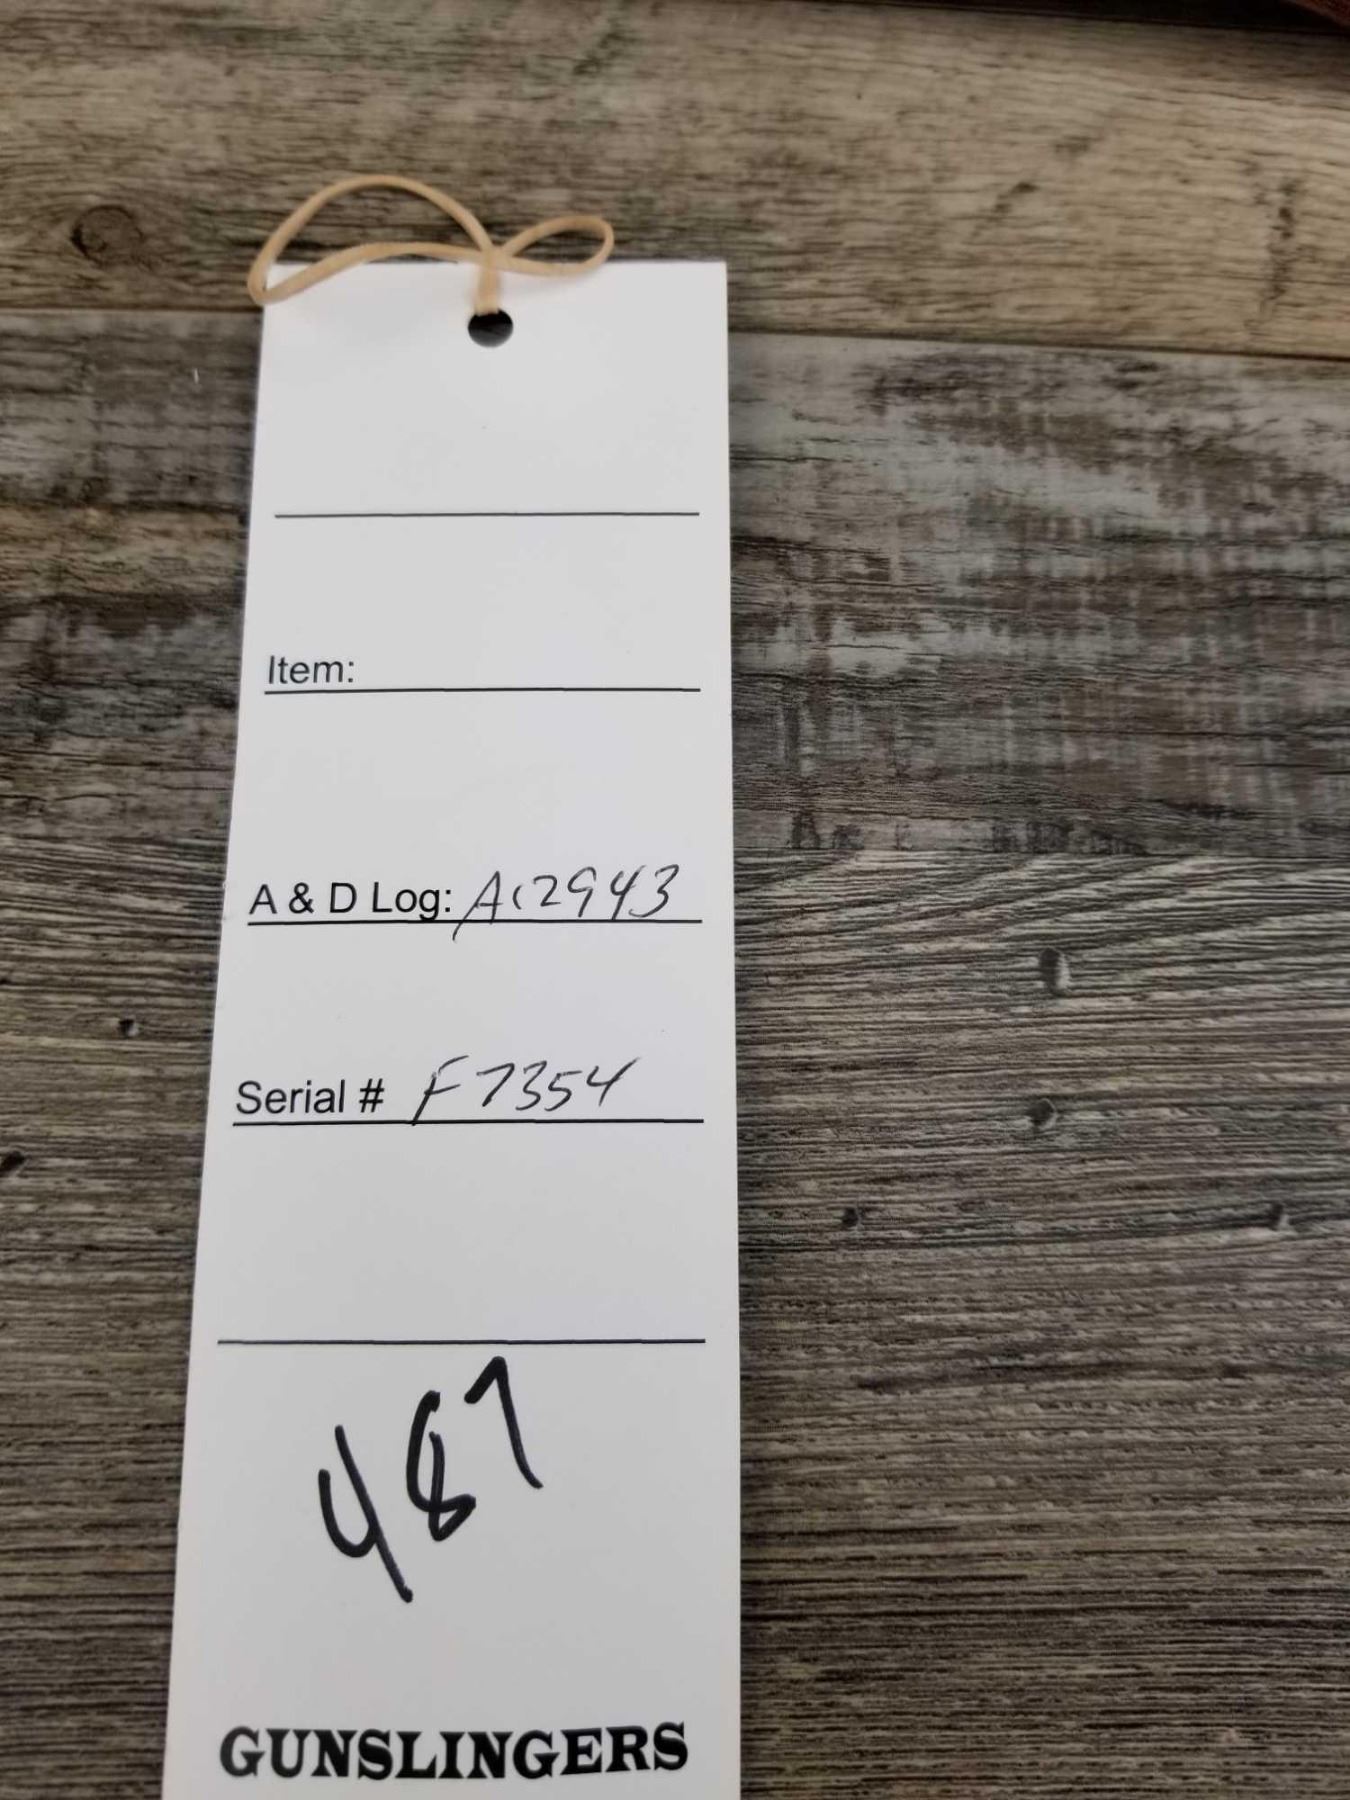 Item:
A & D Log: A12943
Serial # F7354
487
GUNSLINGERS